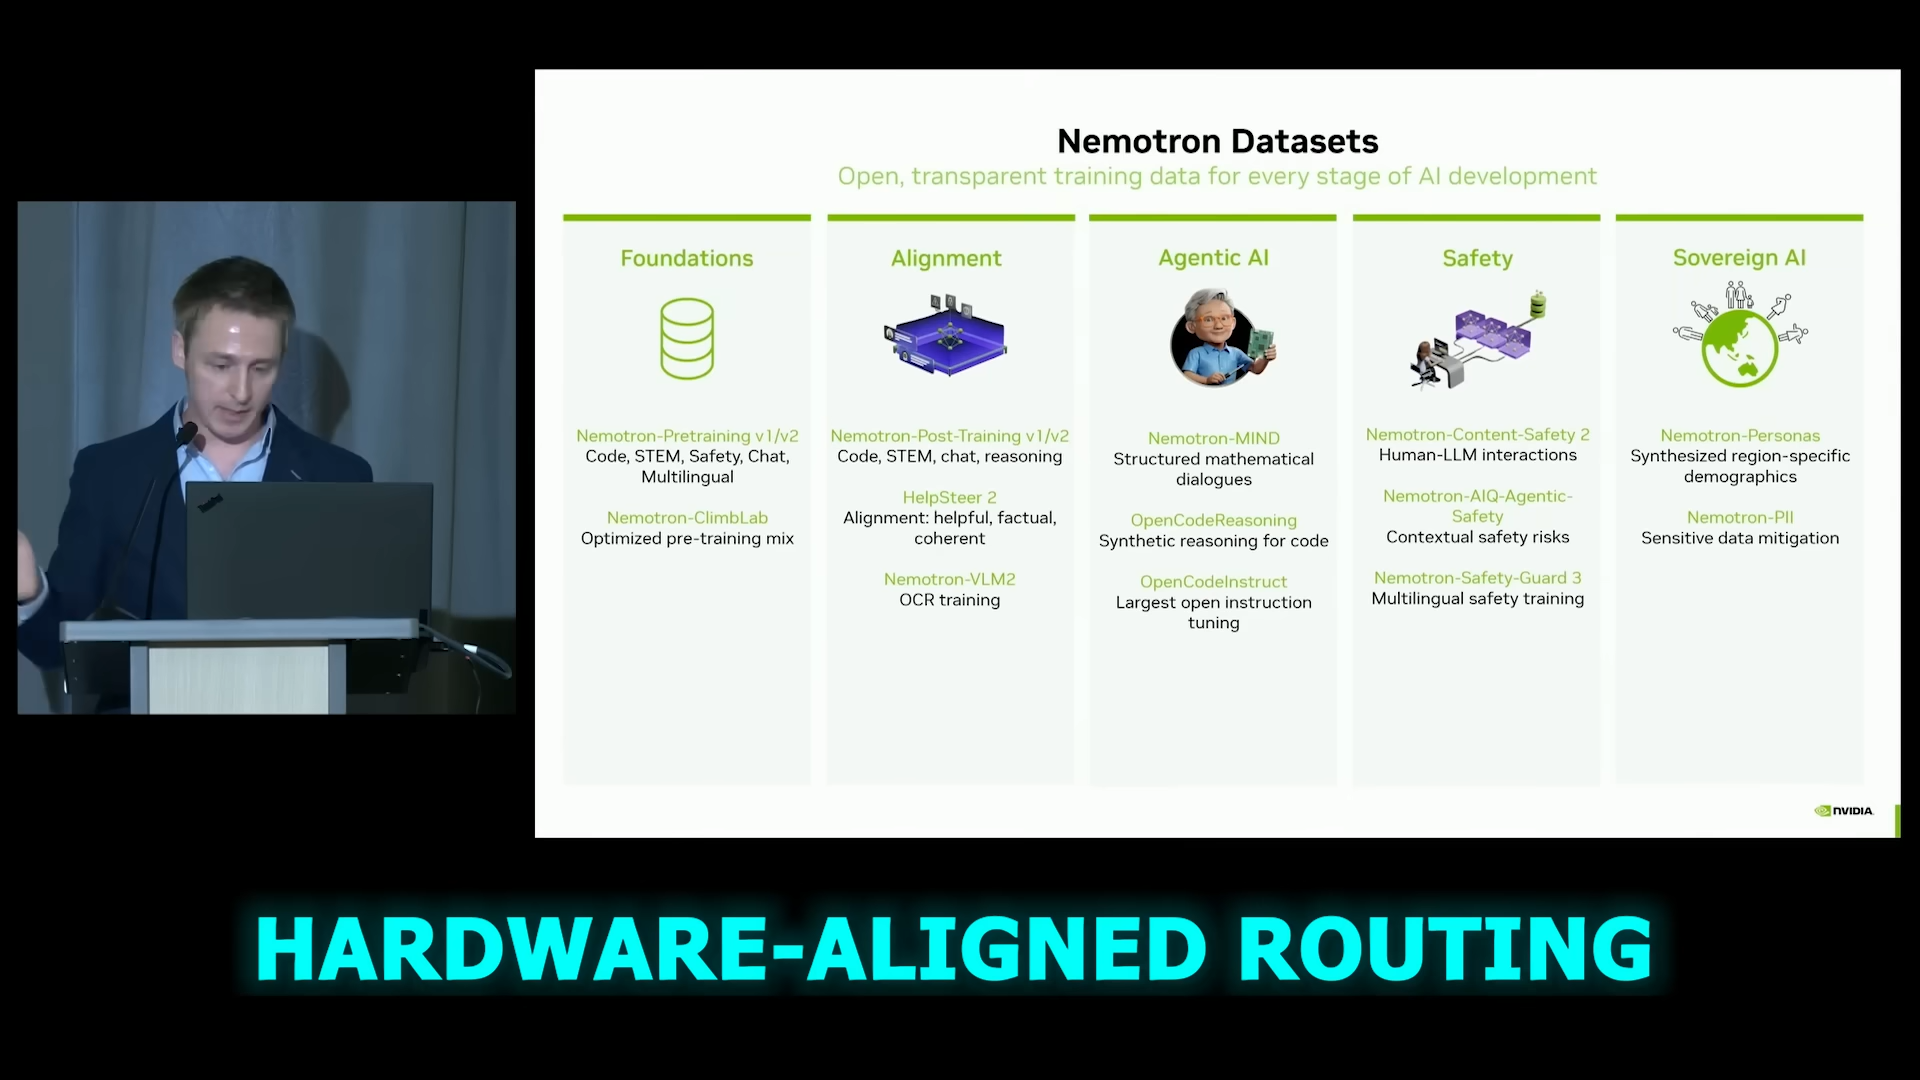 Nemotron Datasets
Open, transparent training data for every stage of AI development
Foundations
Nemotron-Pretraining v1/v2
Code, STEM, Safety, Chat,
Multilingual
Nemotron-ClimbLab
Optimized pre-training mix
Alignment
Nemotron-Post-Training v1/v2
Code, STEM, chat, reasoning
HelpSteer 2
Alignment: helpful, factual,
coherent
Nemotron-VLM2
OCR training
Agentic AI
Nemotron-MIND
Structured mathematical
dialogues
OpenCodeReasoning
Synthetic reasoning for code
OpenCodeInstruct
Largest open instruction
tuning
Safety
Nemotron-Content-Safety 2
Human-LLM interactions
Nemotron-AIQ-Agentic-
Safety
Contextual safety risks
Nemotron-Safety-Guard 3
Multilingual safety training
Sovereign AI
Nemotron-Personas
Synthesized region-specific
demographics
Nemotron-PII
Sensitive data mitigation
NVIDIA
HARDWARE-ALIGNED ROUTING